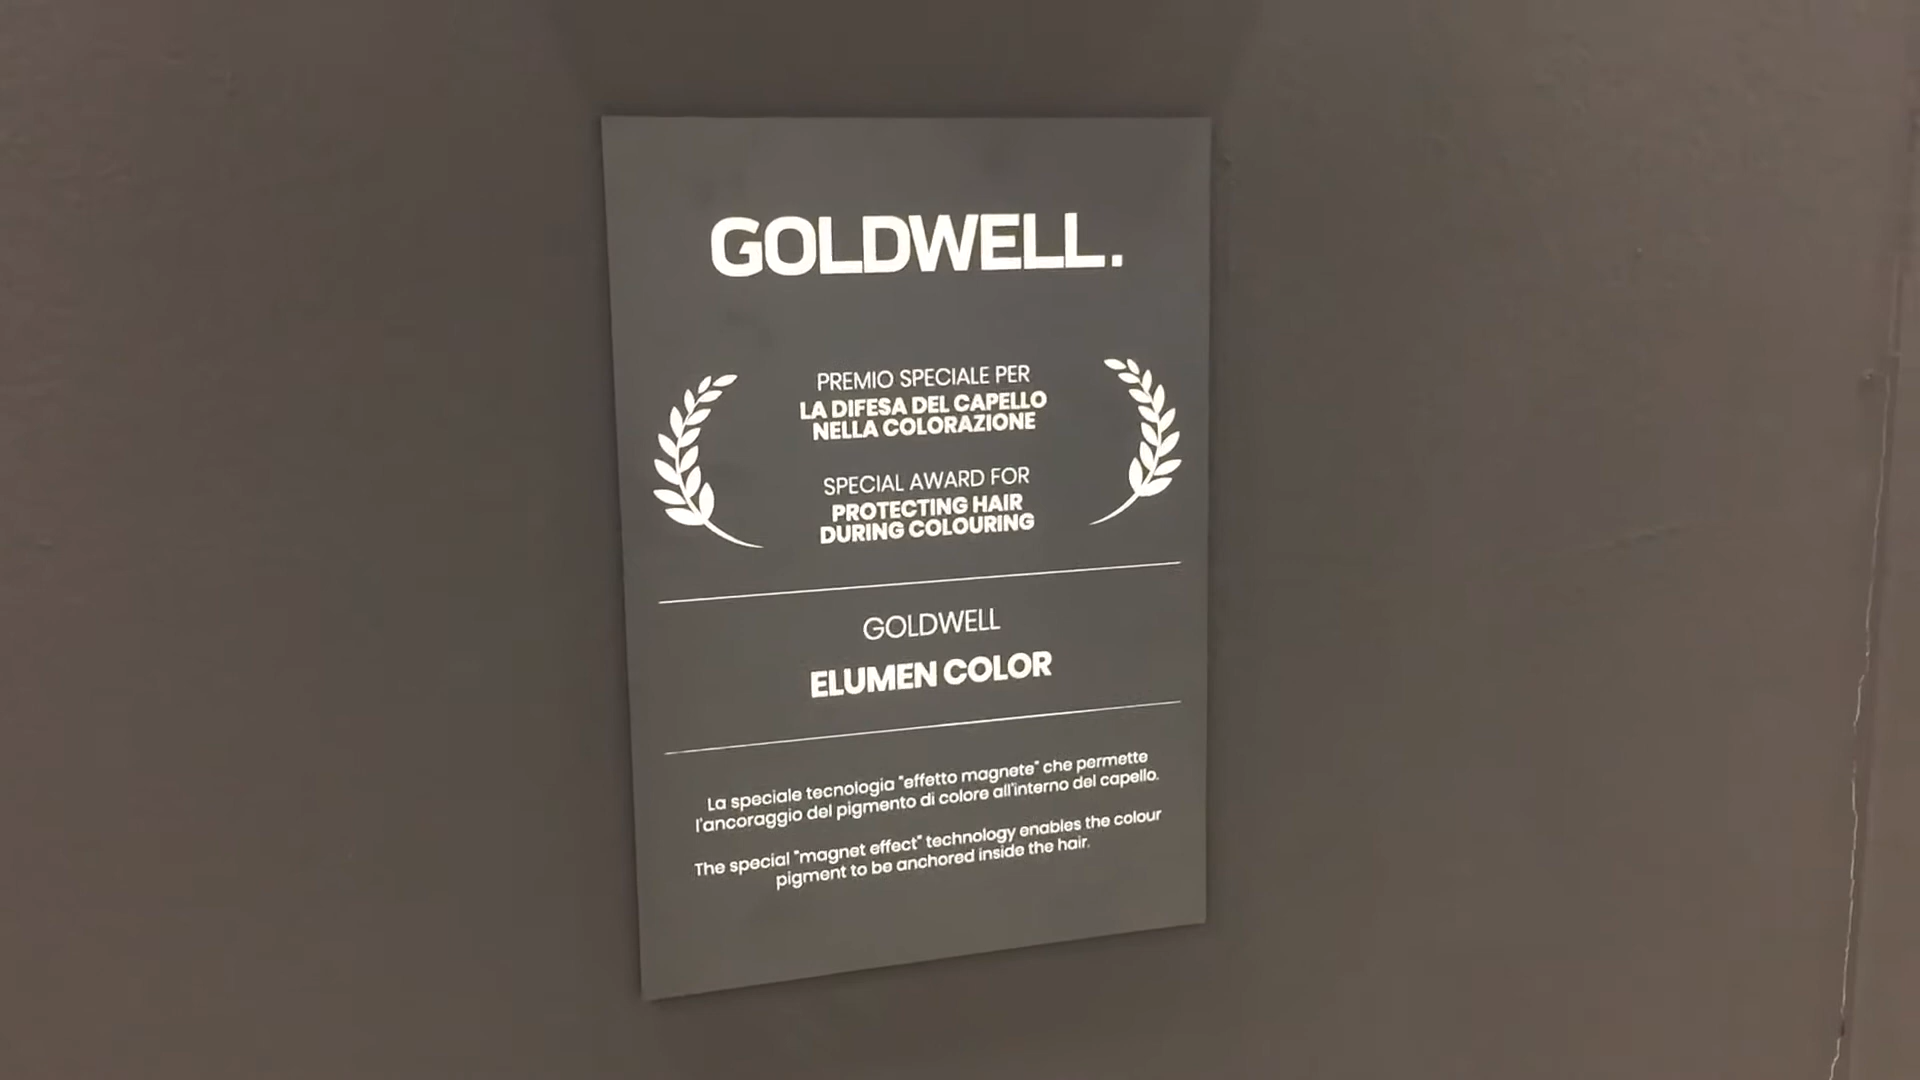 GOLDWELL.
PREMIO SPECIALE PER
LA DIFESA DEL CAPELLO
NELLA COLORAZIONE
SPECIAL AWARD FOR
PROTECTING HAIR
DURING COLOURING
GOLDWELL
ELUMEN COLOR
La speciale tecnologia "effetto magnete" che permette
l'ancoraggio del pigmento di colore all'interno del capello.
The special "magnet effect" technology enables the colour
pigment to be anchored inside the hair.